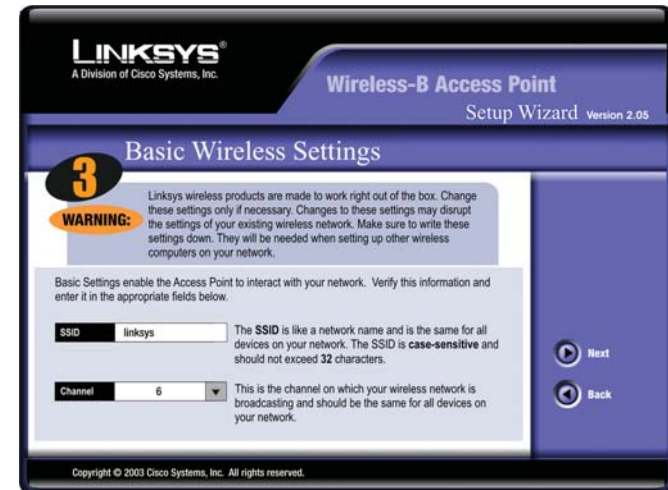 LINKSYS®
A Division of Cisco Systems, Inc.
Wireless-B Access Point
Setup Wizard Version 2.05
Basic Wireless Settings
3
WARNING:
Linksys wireless products are made to work right out of the box. Change
these settings only if necessary. Changes to these settings may disrupt
the settings of your existing wireless network. Make sure to write these
settings down. They will be needed when setting up other wireless
computers on your network.
Basic Settings enable the Access Point to interact with your network. Verify this information and
enter it in the appropriate fields below.
SSID linksys
The SSID is like a network name and is the same for all
devices on your network. The SSID is case-sensitive and
should not exceed 32 characters.
Channel 6
This is the channel on which your wireless network is
broadcasting and should be the same for all devices on
your network.
Next
Back
Copyright © 2003 Cisco Systems, Inc. All rights reserved.